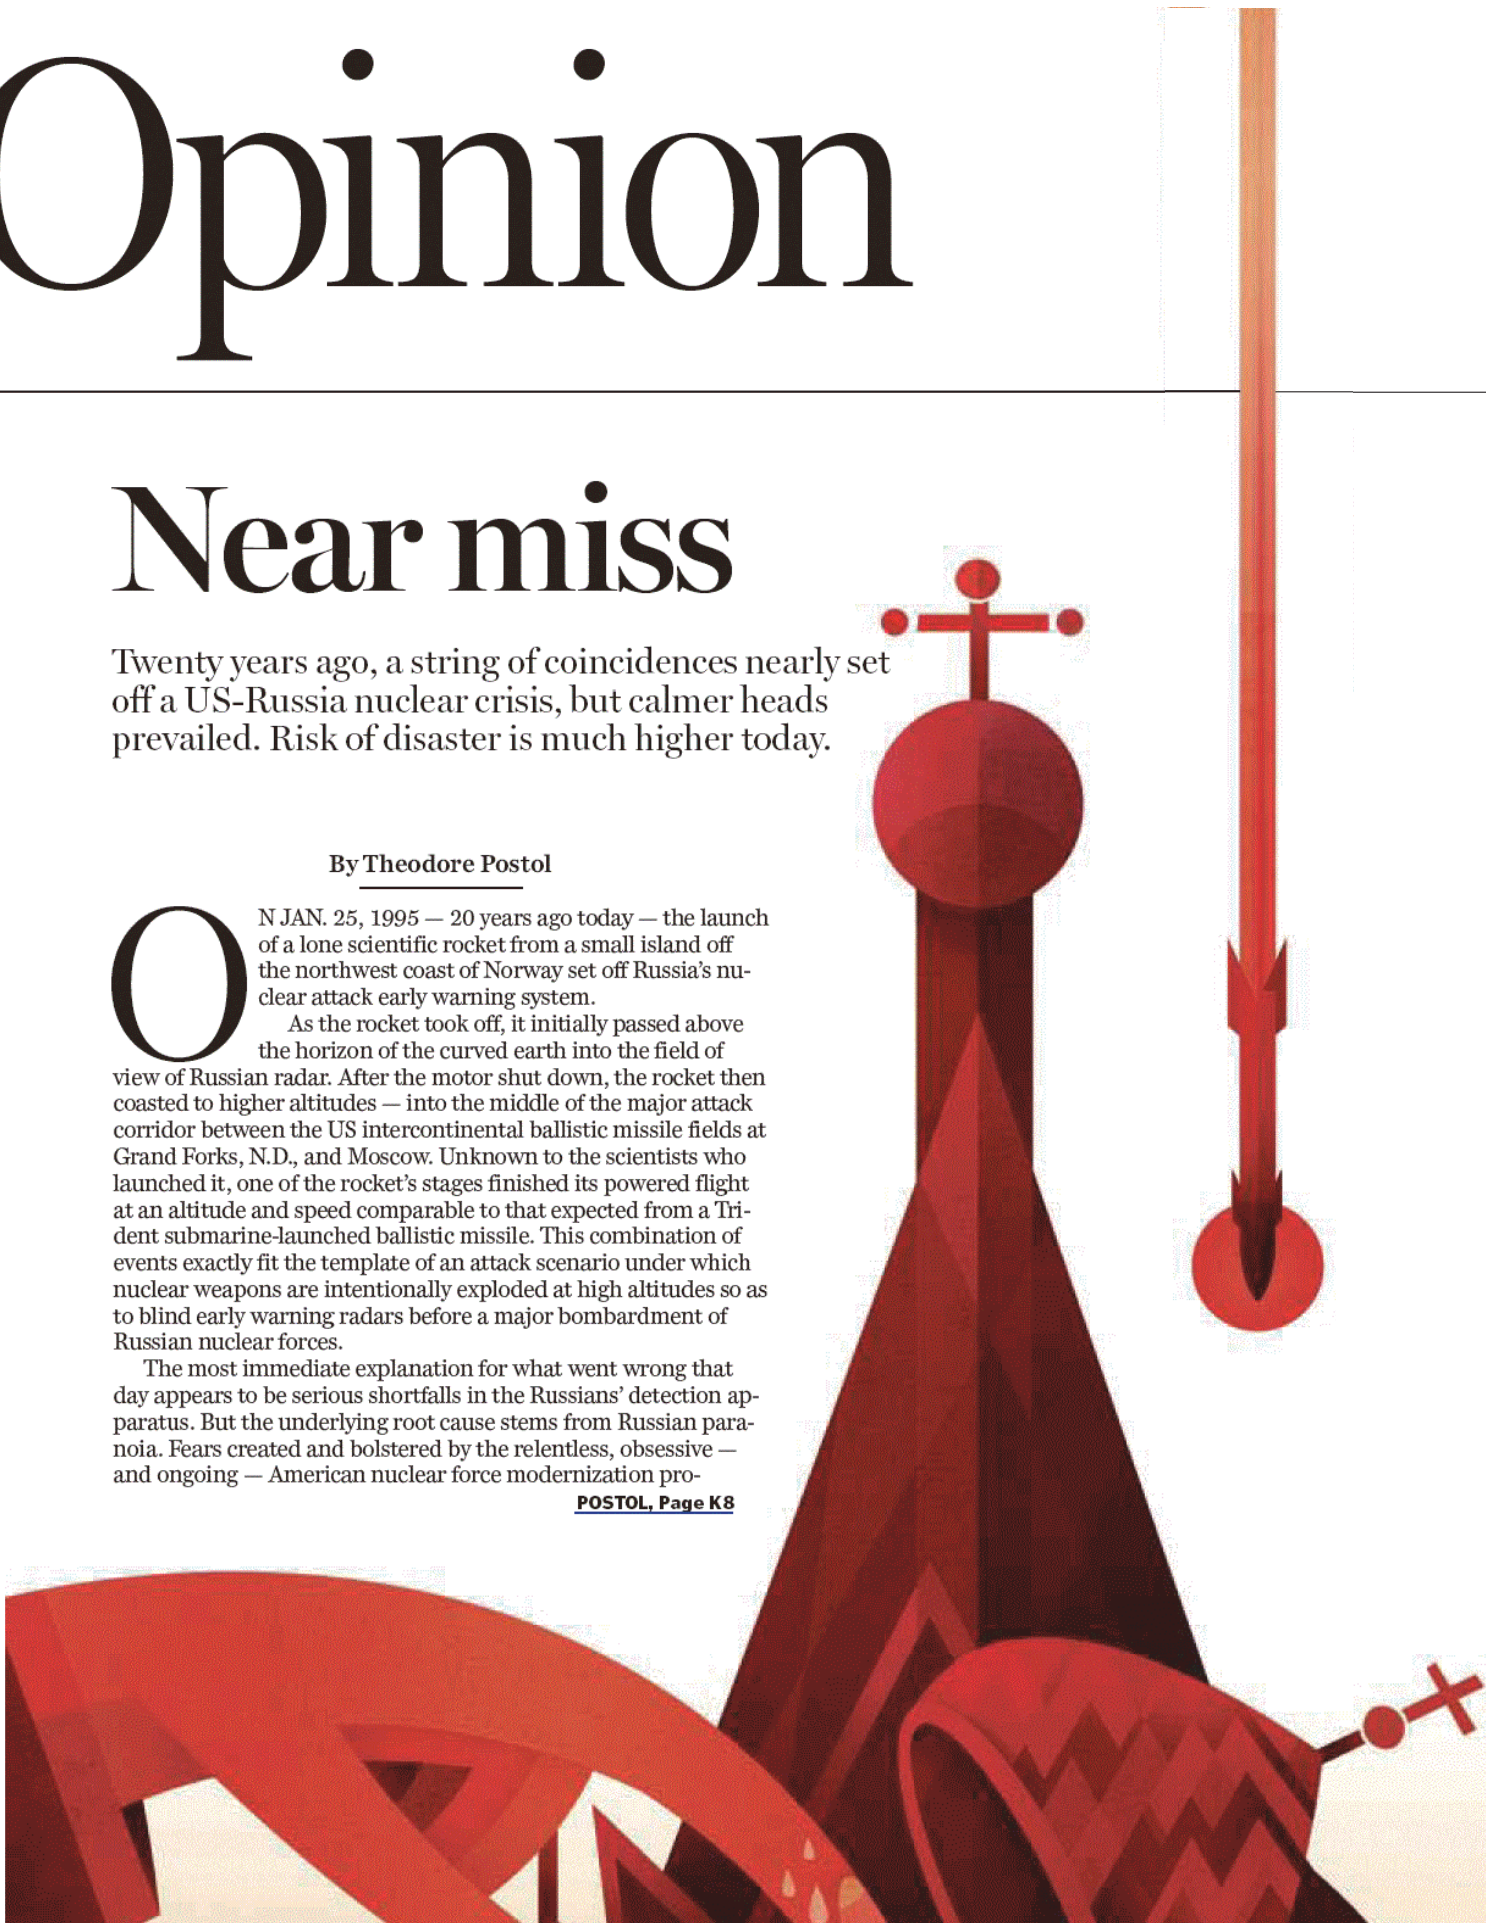 Opinion
Near miss
Twenty years ago, a string of coincidences nearly set
off a US-Russia nuclear crisis, but calmer heads
prevailed. Risk of disaster is much higher today.
By Theodore Postol
ON JAN. 25, 1995 — 20 years ago today — the launch
of a lone scientific rocket from a small island off
the northwest coast of Norway set off Russia’s nu-
clear attack early warning system.
As the rocket took off, it initially passed above
the horizon of the curved earth into the field of
view of Russian radar. After the motor shut down, the rocket then
coasted to higher altitudes — into the middle of the major attack
corridor between the US intercontinental ballistic missile fields at
Grand Forks, N.D., and Moscow. Unknown to the scientists who
launched it, one of the rocket’s stages finished its powered flight
at an altitude and speed comparable to that expected from a Tri-
dent submarine-launched ballistic missile. This combination of
events exactly fit the template of an attack scenario under which
nuclear weapons are intentionally exploded at high altitudes so as
to blind early warning radars before a major bombardment of
Russian nuclear forces.
The most immediate explanation for what went wrong that
day appears to be serious shortfalls in the Russians’ detection ap-
paratus. But the underlying root cause stems from Russian para-
noia. Fears created and bolstered by the relentless, obsessive —
and ongoing — American nuclear force modernization pro-
POSTOL, Page K8